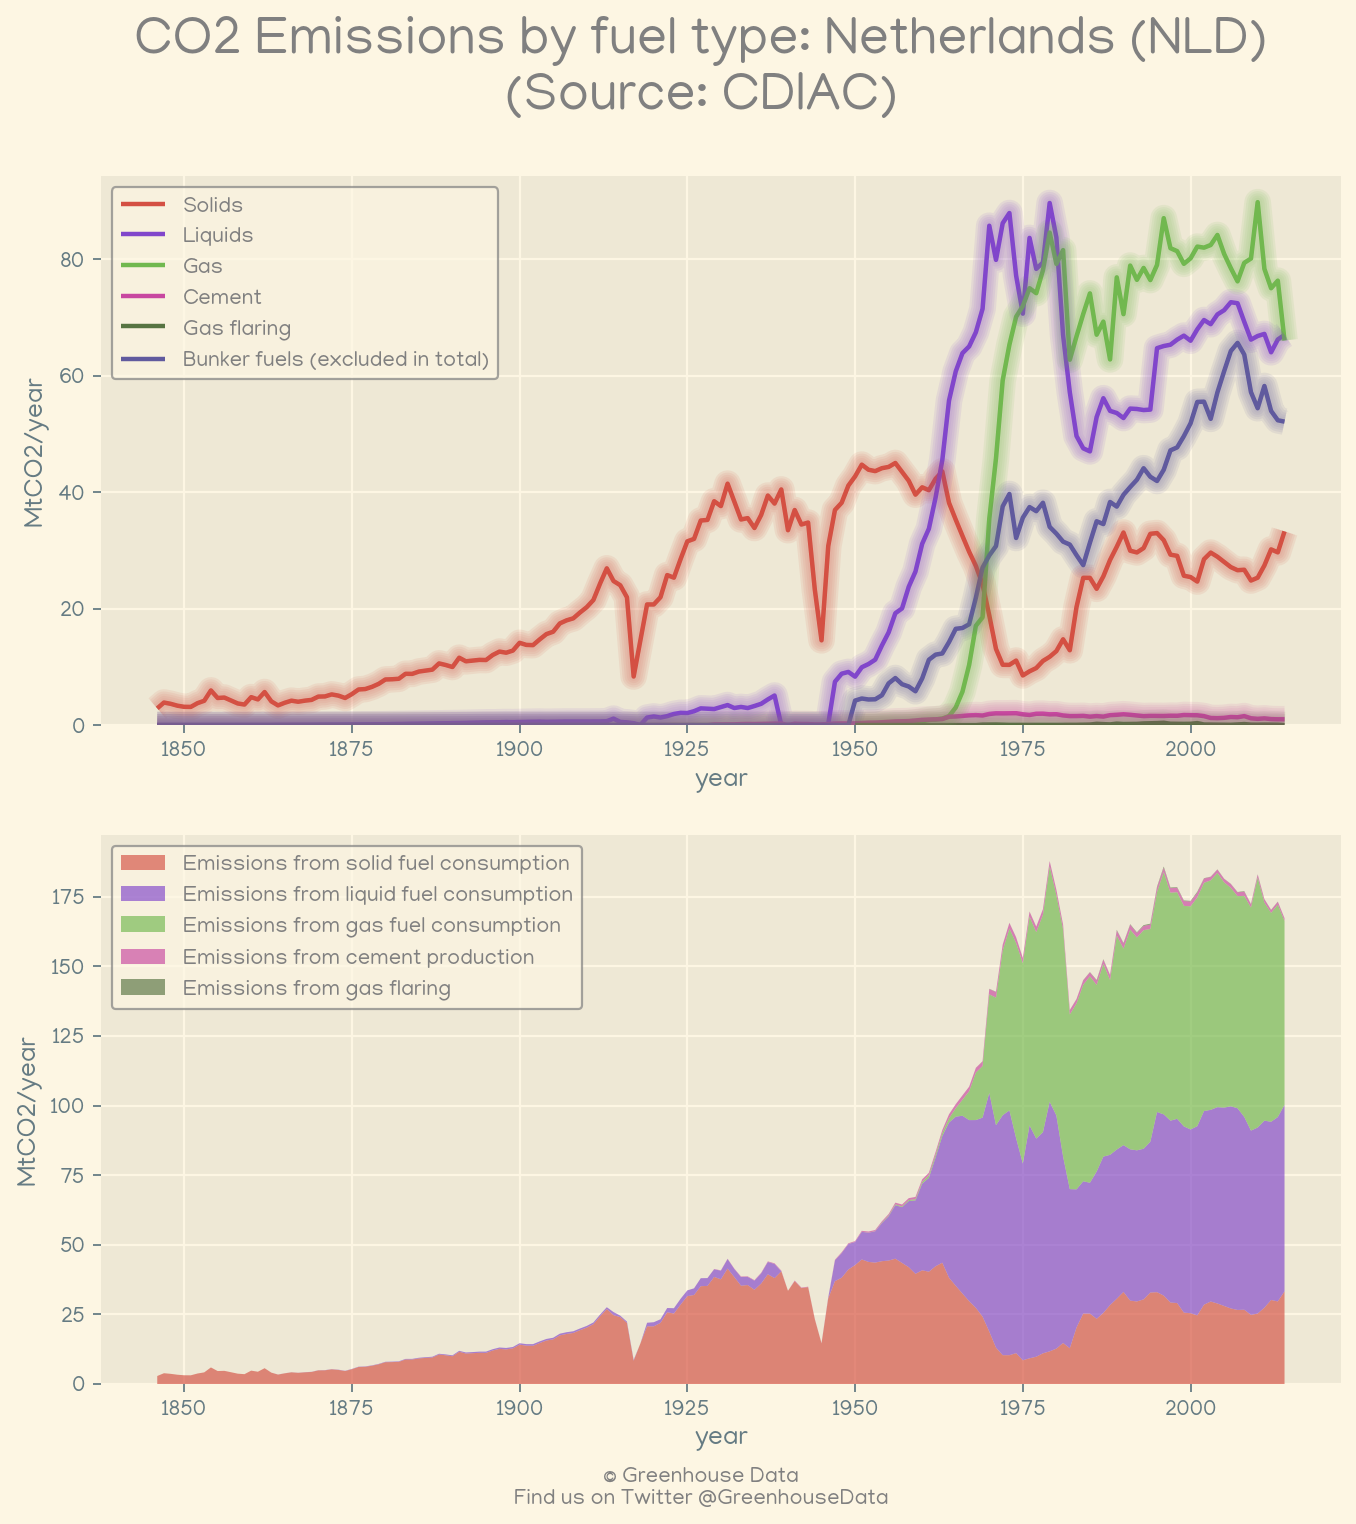 CO2 Emissions by fuel type: Netherlands (NLD)
(Source: CDIAC)
Solids
Liquids
Gas
Cement
Gas flaring
Bunker fuels (excluded in total)
MtCO2/year
80
60
40
20
0
1850 1875 1900 1925 1950 1975 2000
year
Emissions from solid fuel consumption
Emissions from liquid fuel consumption
Emissions from gas fuel consumption
Emissions from cement production
Emissions from gas flaring
MtCO2/year
175
150
125
100
75
50
25
0
1850 1875 1900 1925 1950 1975 2000
year
© Greenhouse Data
Find us on Twitter @GreenhouseData